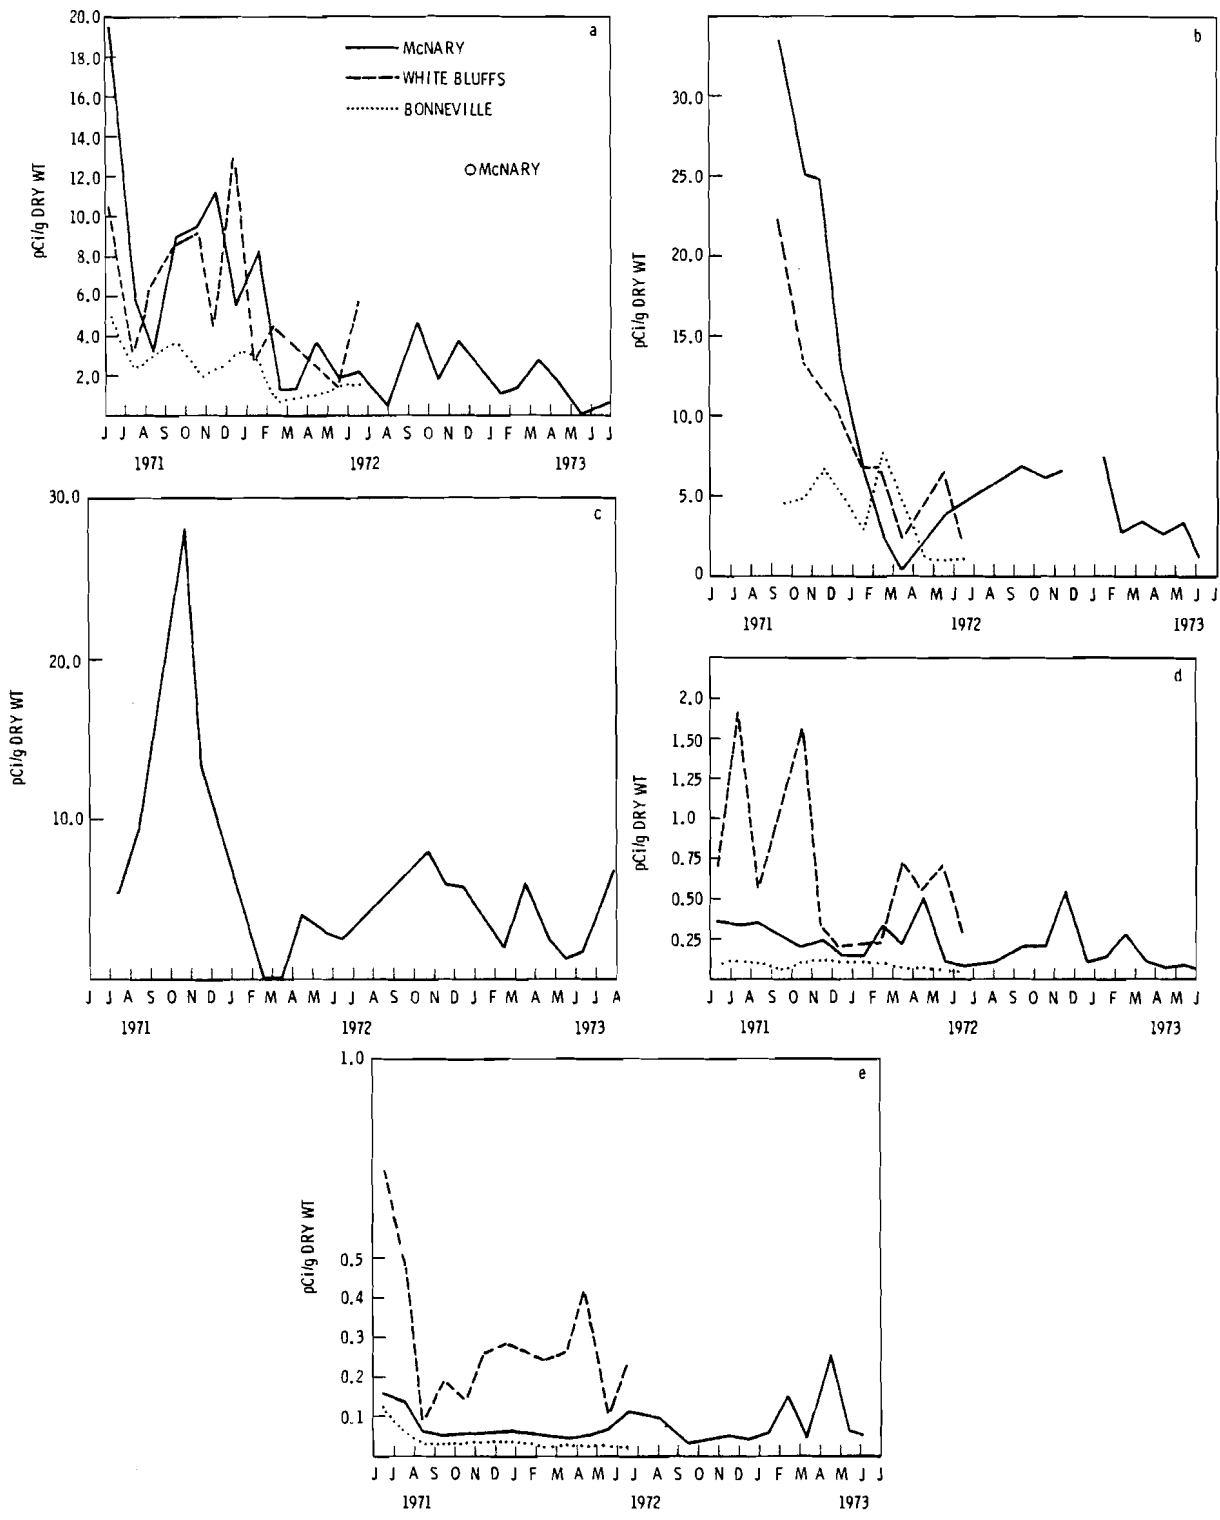 a
20.0
18.0
16.0
14.0
12.0
10.0
8.0
6.0
4.0
2.0
pCi/g DRY WT
McNARY
WHITE BLUFFS
BONNEVILLE
McNARY
J J A S O N D J F M A M J J A S O N D J F M A M J J
1971 1972 1973
b
30.0
25.0
20.0
15.0
10.0
5.0
0
pCi/g DRY WT
J J A S O N D J F M A M J J A S O N D J F M A M J J
1971 1972 1973
c
30.0
20.0
10.0
pCi/g DRY WT
J J A S O N D J F M A M J J A S O N D J F M A M J J A
1971 1972 1973
d
2.0
1.50
1.25
1.0
0.75
0.50
0.25
pCi/g DRY WT
J J A S O N D J F M A M J J A S O N D J F M A M J
1971 1972 1973
e
1.0
0.5
0.4
0.3
0.2
0.1
pCi/g DRY WT
J J A S O N D J F M A M J J A S O N D J F M A M J J
1971 1972 1973